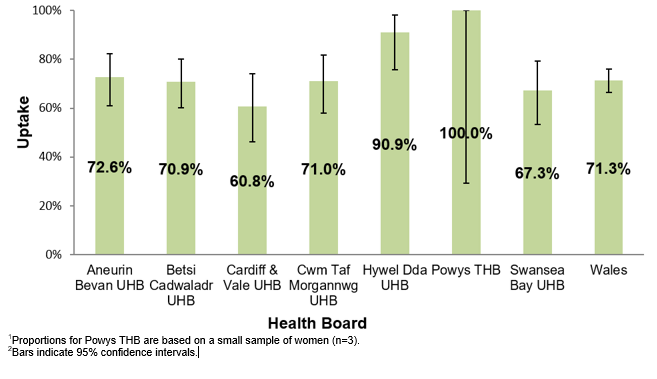 100%
80%
60%
40%
20%
0%
Uptake
72.6%
70.9%
60.8%
71.0%
90.9%
100.0%
67.3%
71.3%
Aneurin
Bevan UHB
Betsi
Cadwaladr
UHB
Cardiff &
Vale UHB
Cwm Taf
Morgannwg
UHB
Hywel Dda
UHB
Powys THB
Swansea
Bay UHB
Wales
Health Board
¹Proportions for Powys THB are based on a small sample of women (n=3).
²Bars indicate 95% confidence intervals.